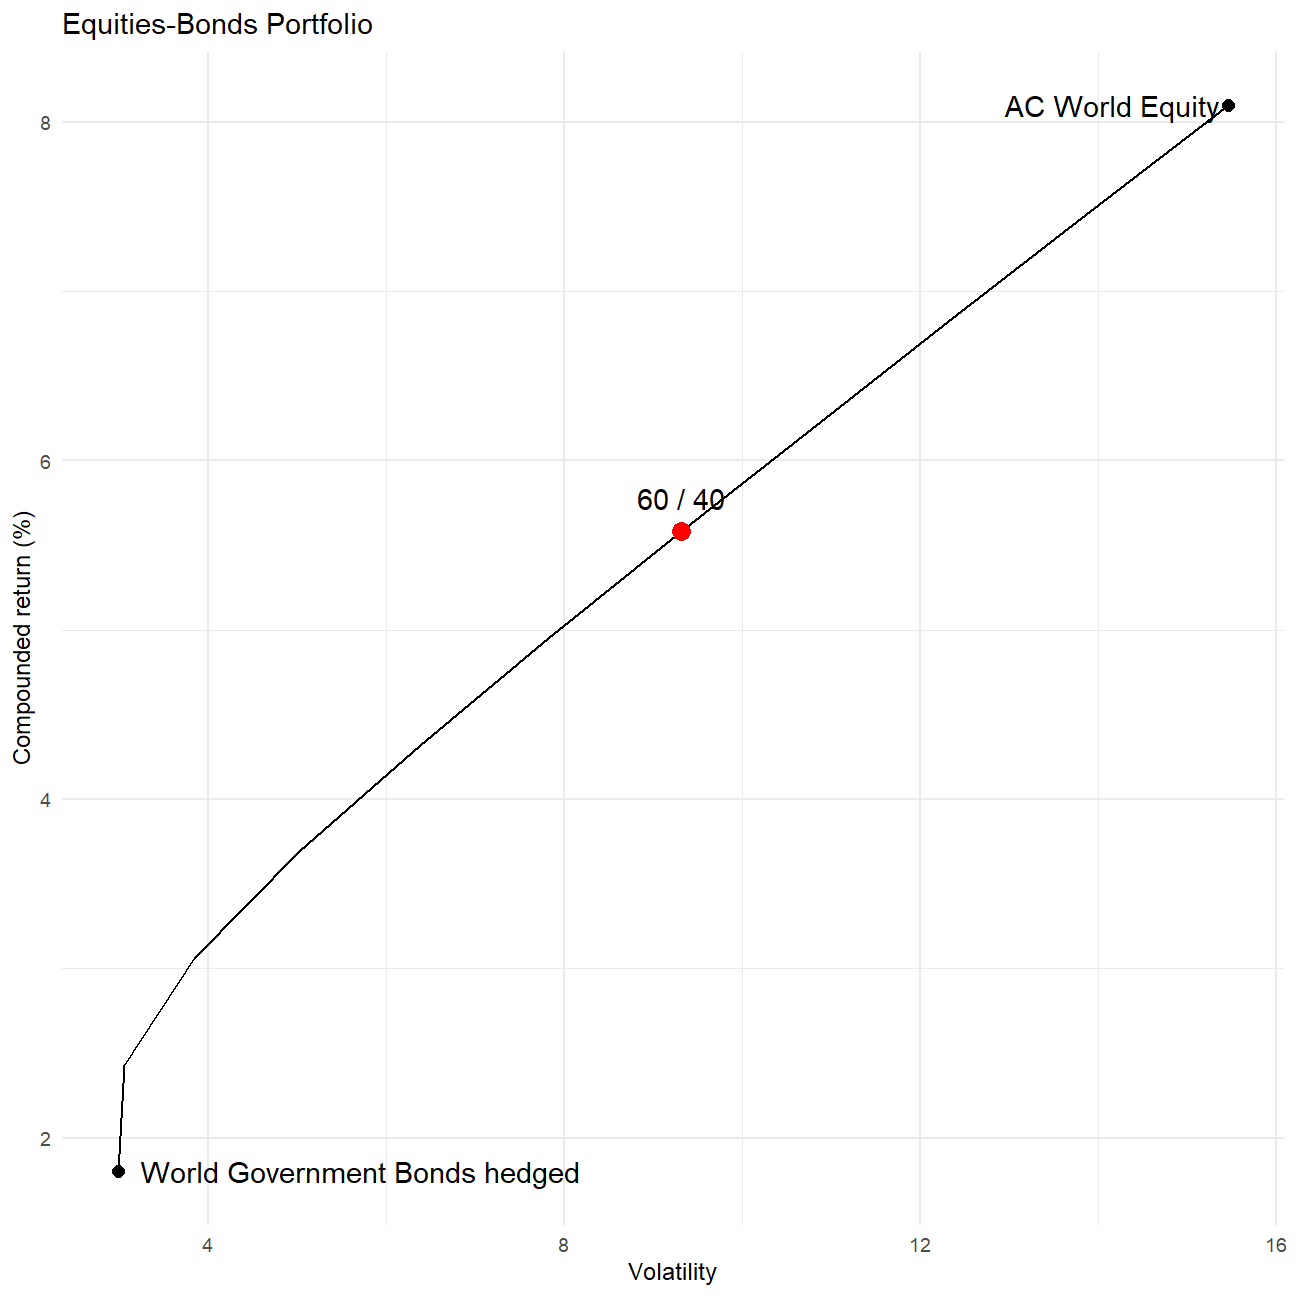 Equities-Bonds Portfolio
AC World Equity
8
6
60 / 40
Compounded return (%)
4
2
World Government Bonds hedged
4 8 12 16
Volatility